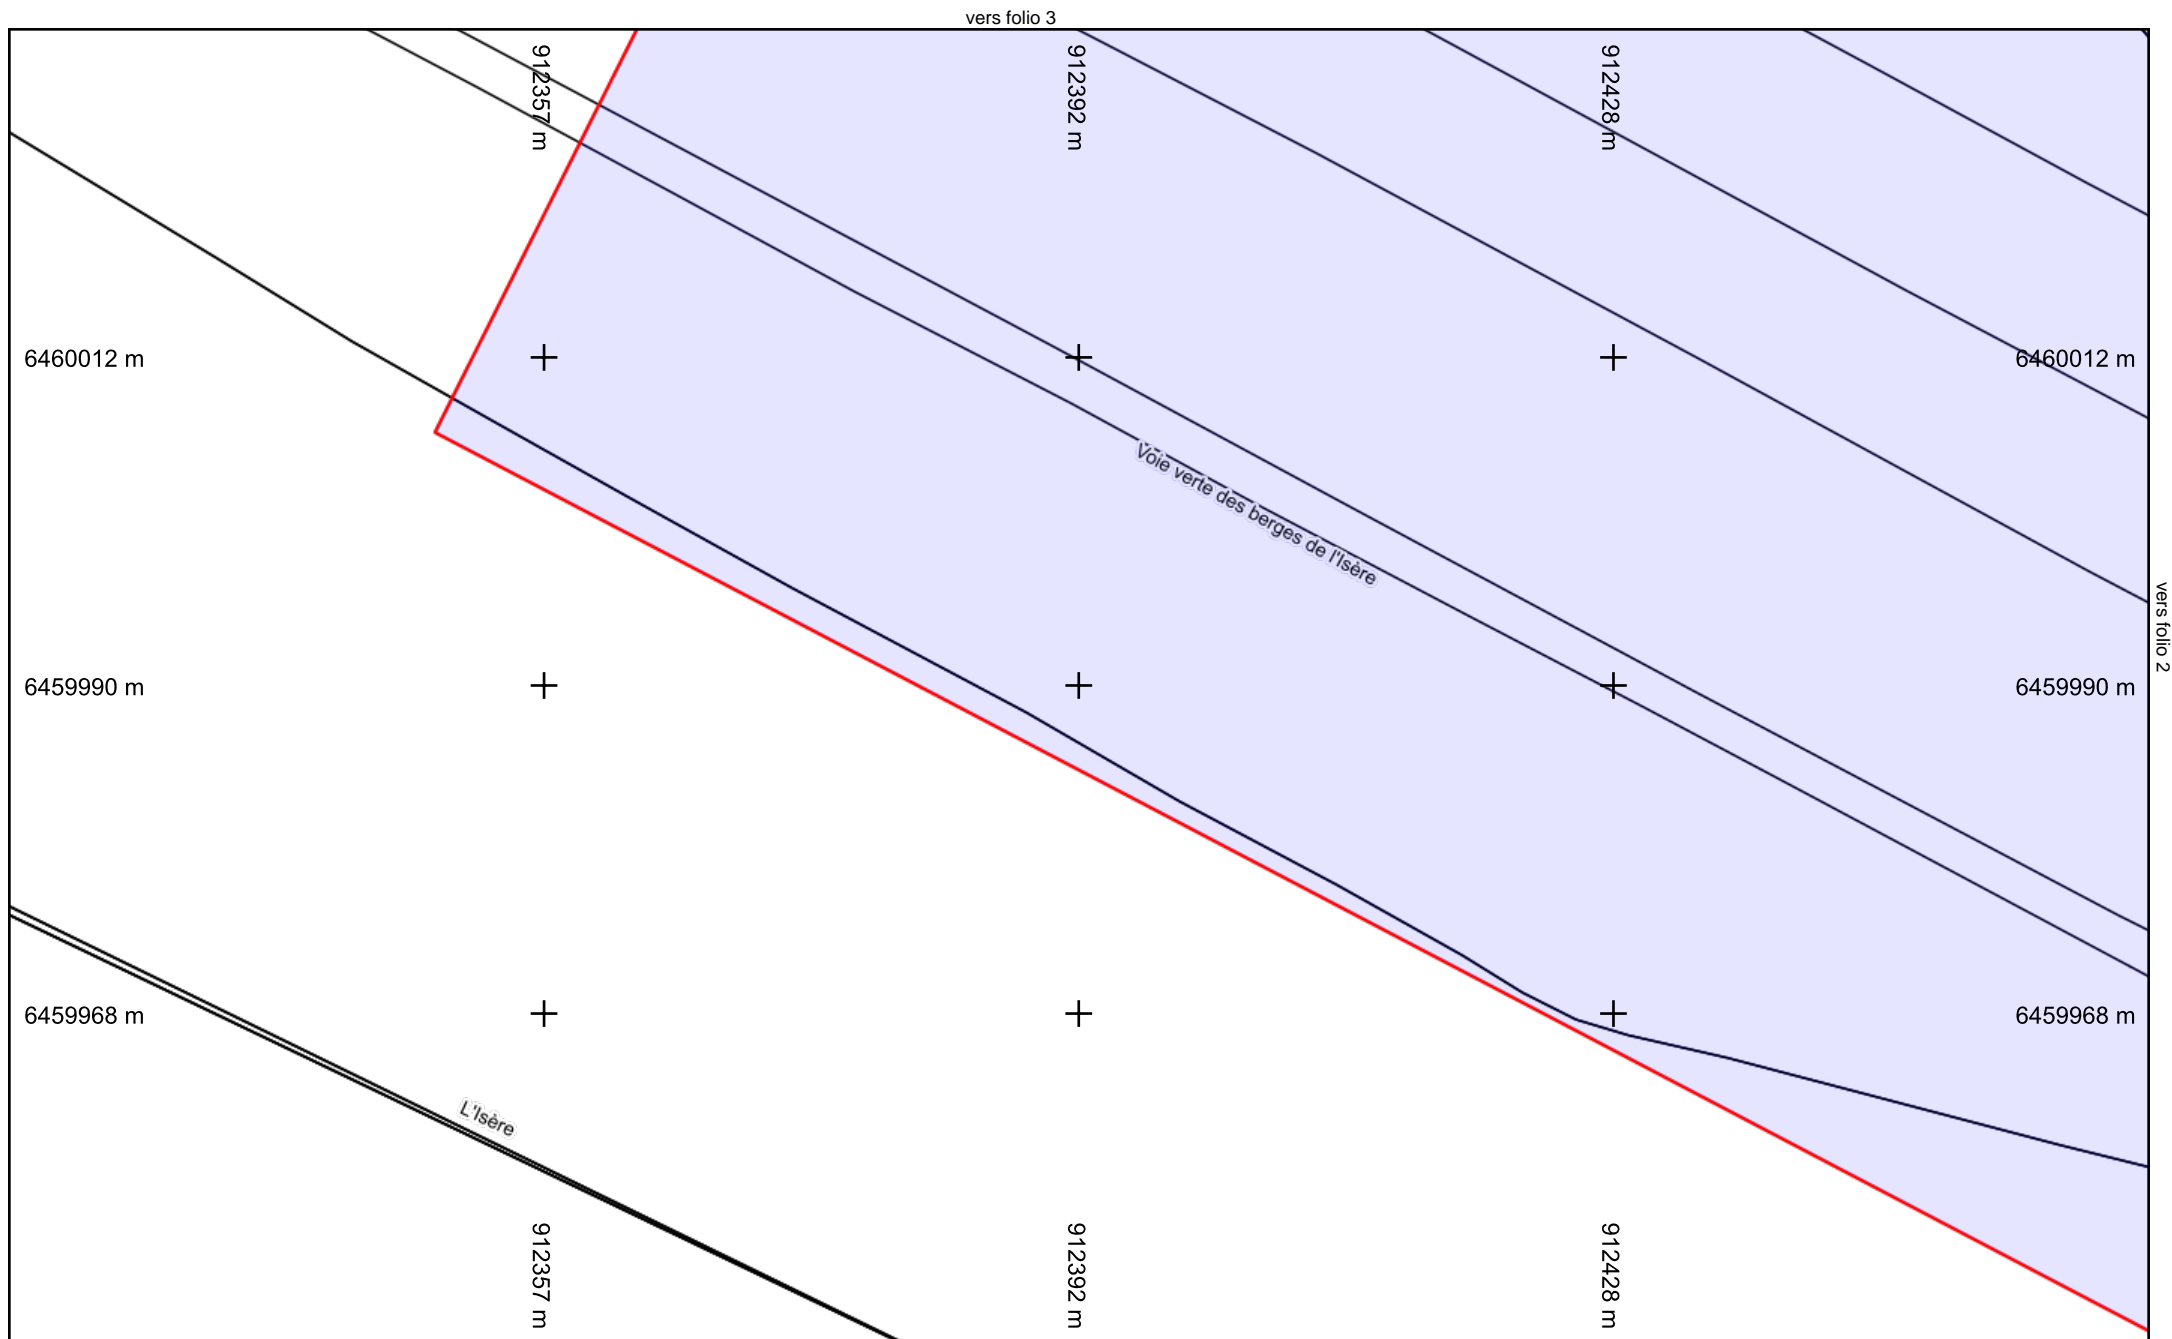 vers folio 3
912357 m
912392 m
912428 m
6460012 m
6460012 m
Voie verte des berges de l'Isère
vers folio 2
6459990 m
6459990 m
6459968 m
6459968 m
L'Isère
912357 m
912392 m
912428 m